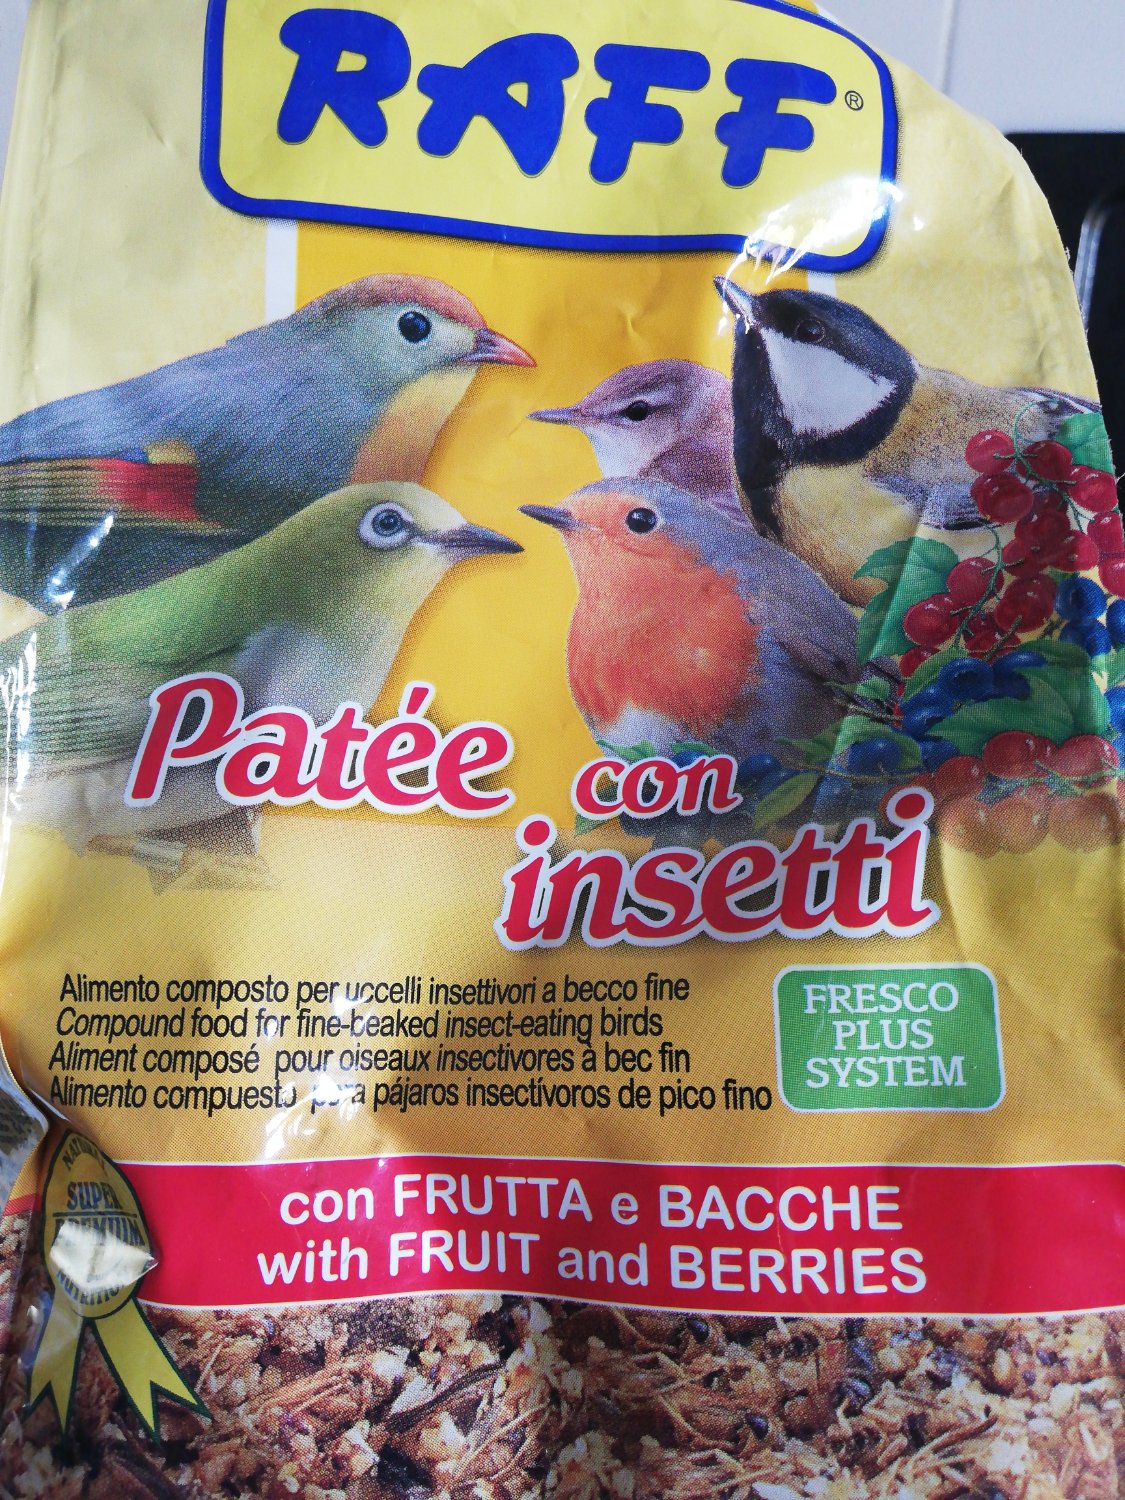 RAFF®
Patée con
insetti
Alimento composto per uccelli insettivori a becco fine
Compound food for fine-beaked insect-eating birds
Aliment composé pour oiseaux insectivores à bec fin
Alimento compuesto para pájaros insectívoros de pico fino
FRESCO
PLUS
SYSTEM
SUPER
PREMIUM
con FRUTTA e BACCHE
with FRUIT and BERRIES